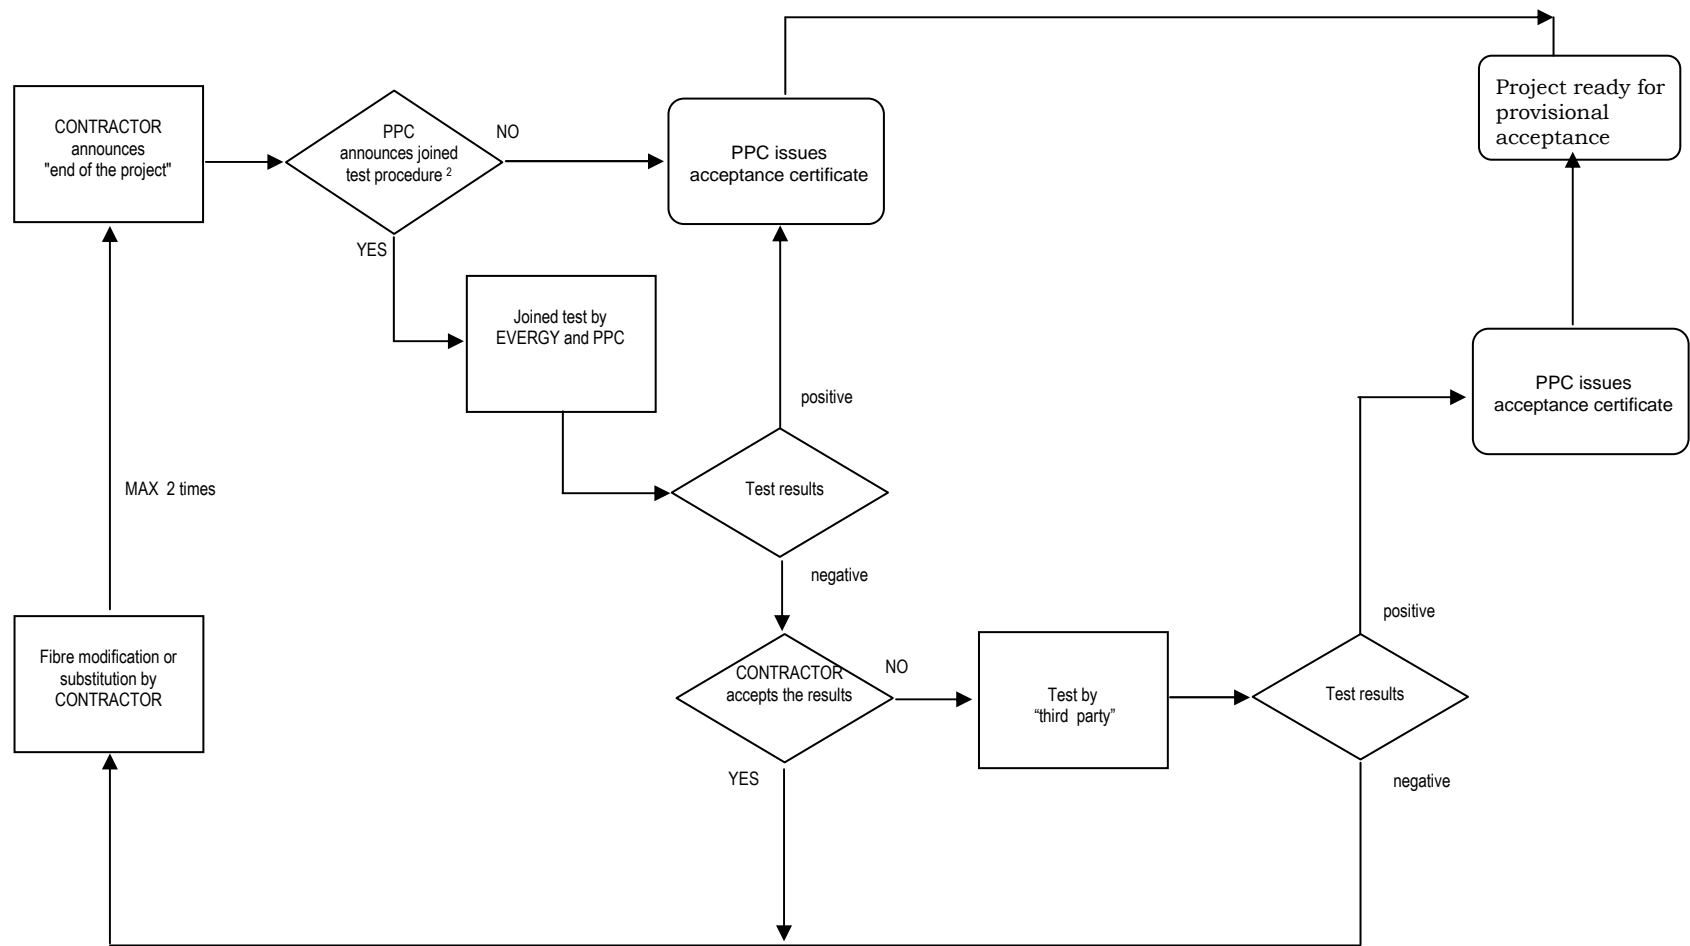 Project ready for
provisional
acceptance
CONTRACTOR
announces
"end of the project"
PPC
announces joined
test procedure 2
NO
PPC issues
acceptance certificate
YES
Joined test by
EVERGY and PPC
PPC issues
acceptance certificate
positive
MAX 2 times
Test results
negative
positive
Fibre modification or
substitution by
CONTRACTOR
CONTRACTOR
accepts the results
NO
Test by
“third party”
Test results
YES
negative